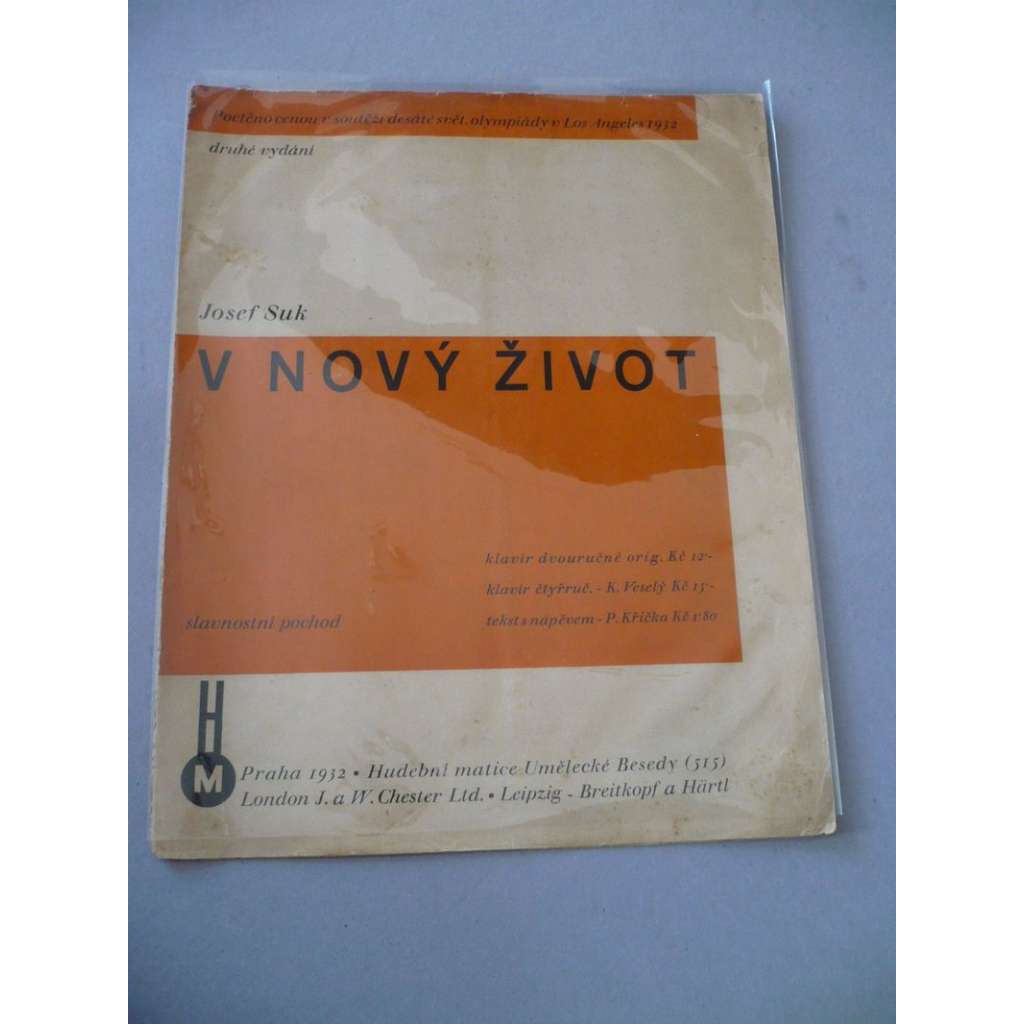 Poctěno cenou v soutěži desáté svět. olympiády v Los Angeles 1932
druhé vydání
Josef Suk
V NOVÝ ŽIVOT
klavír dvouručně orig. Kč 12·-
klavír čtyřruč. - K. Veselý Kč 15·-
tekst s nápěvem - P. Křička Kč 1·80
slavnostní pochod
HM
Praha 1932 • Hudební matice Umělecké Besedy (515)
London J. a W. Chester Ltd. • Leipzig - Breitkopf a Härtl